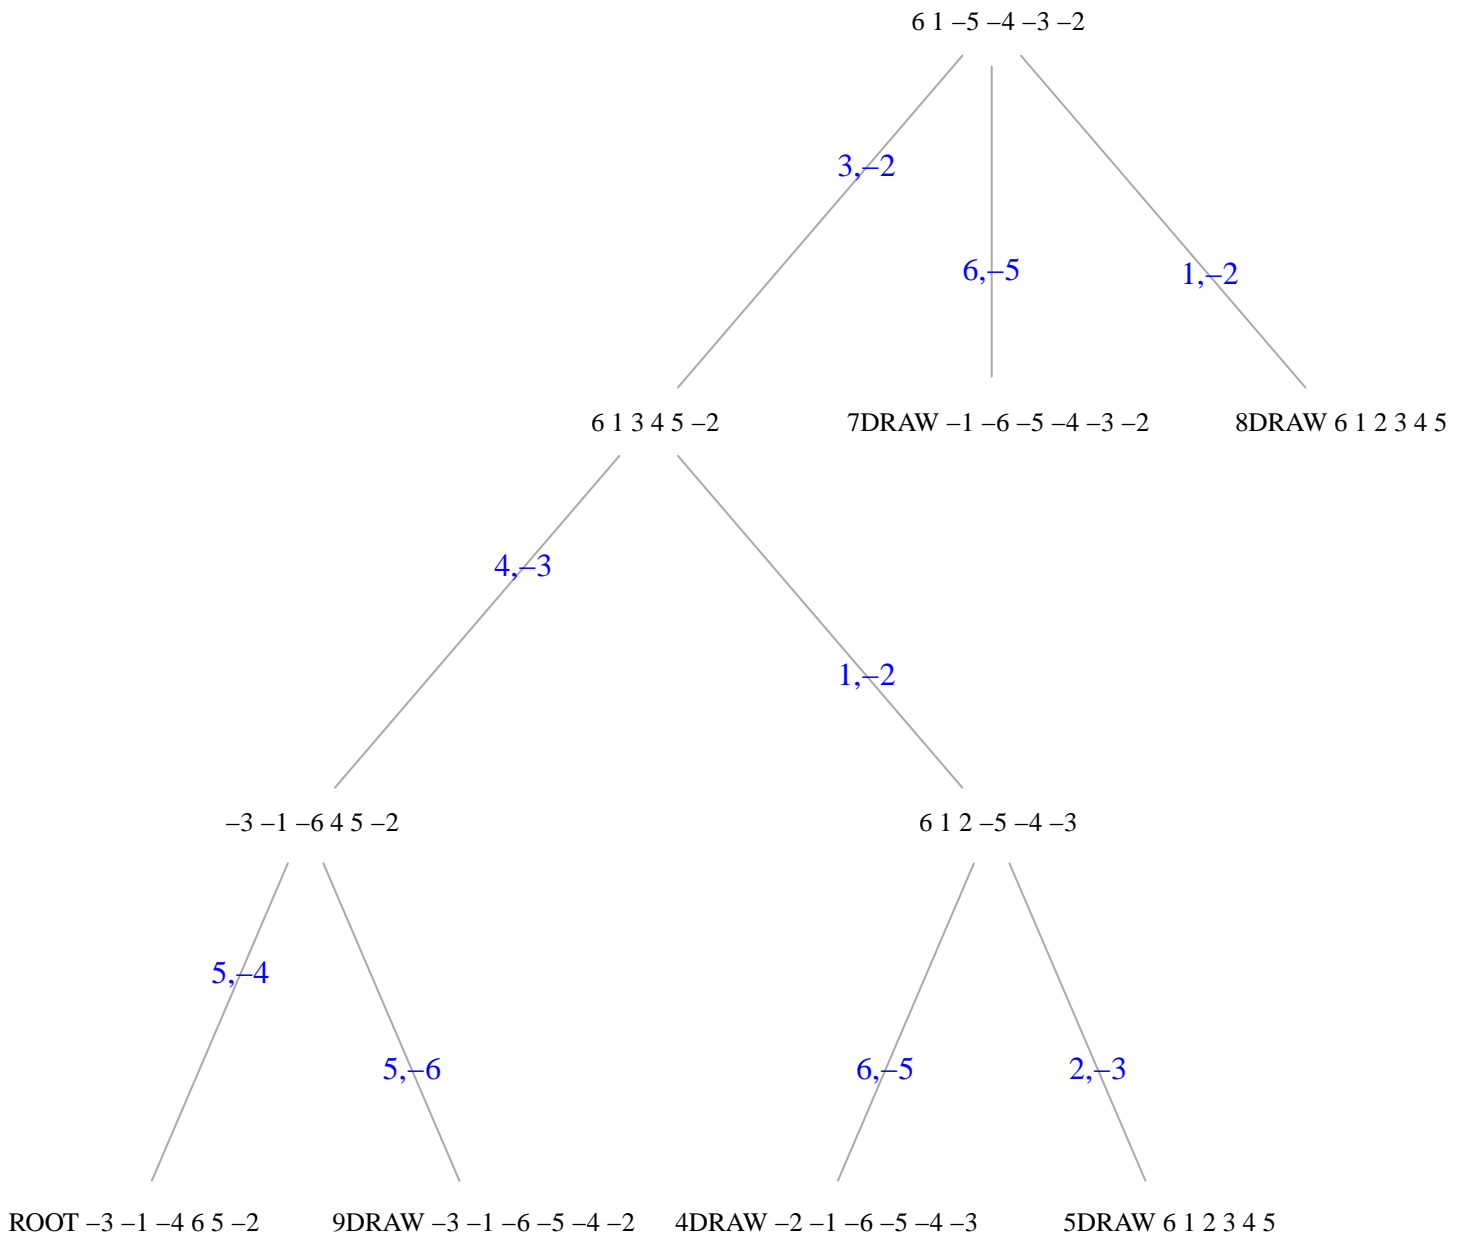 6 1 –5 –4 –3 –2
3,–2
6,–5
1,–2
6 1 3 4 5 –2
7DRAW –1 –6 –5 –4 –3 –2
8DRAW 6 1 2 3 4 5
4,–3
1,–2
–3 –1 –6 4 5 –2
6 1 2 –5 –4 –3
5,–4
5,–6
6,–5
2,–3
ROOT –3 –1 –4 6 5 –2
9DRAW –3 –1 –6 –5 –4 –2
4DRAW –2 –1 –6 –5 –4 –3
5DRAW 6 1 2 3 4 5